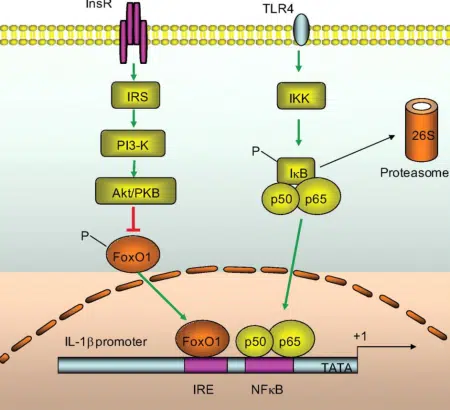 InsR
TLR4
IRS
IKK
PI3-K
P
26S
IκB
Proteasome
Akt/PKB
p50 p65
P
FoxO1
+1
IL-1β promoter
FoxO1
p50 p65
TATA
IRE
NFκB